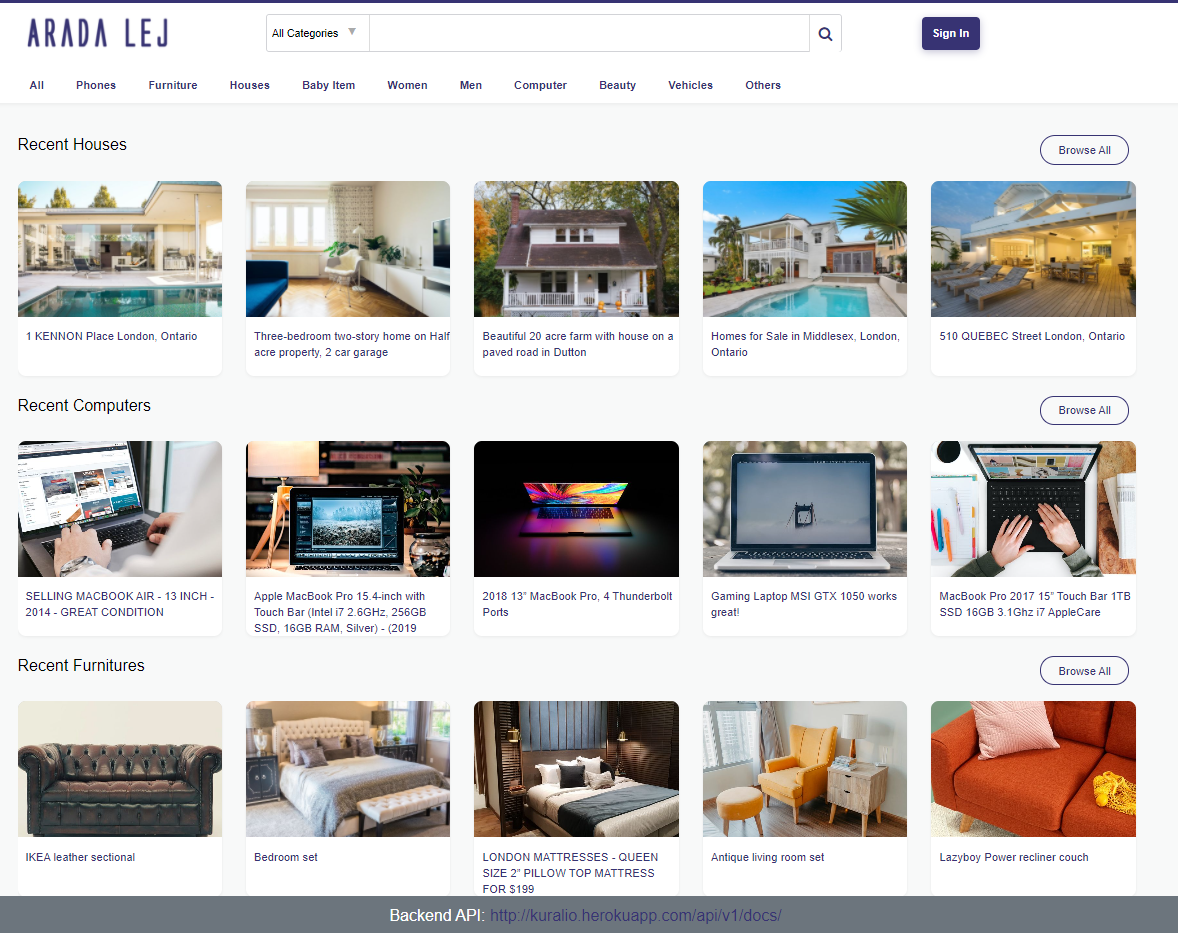 ARADA LEJ
All Categories
Sign In
All Phones Furniture Houses Baby Item Women Men Computer Beauty Vehicles Others
Recent Houses
Browse All
1 KENNON Place London, Ontario
Three-bedroom two-story home on Half
acre property, 2 car garage
Beautiful 20 acre farm with house on a
paved road in Dutton
Homes for Sale in Middlesex, London,
Ontario
510 QUEBEC Street London, Ontario
Recent Computers
Browse All
SELLING MACBOOK AIR - 13 INCH -
2014 - GREAT CONDITION
Apple MacBook Pro 15.4-inch with
Touch Bar (Intel i7 2.6GHz, 256GB
SSD, 16GB RAM, Silver) - (2019
2018 13” MacBook Pro, 4 Thunderbolt
Ports
Gaming Laptop MSI GTX 1050 works
great!
MacBook Pro 2017 15” Touch Bar 1TB
SSD 16GB 3.1Ghz i7 AppleCare
Recent Furnitures
Browse All
IKEA leather sectional
Bedroom set
LONDON MATTRESSES - QUEEN
SIZE 2” PILLOW TOP MATTRESS
FOR $199
Antique living room set
Lazyboy Power recliner couch
Backend API: http://kuralio.herokuapp.com/api/v1/docs/